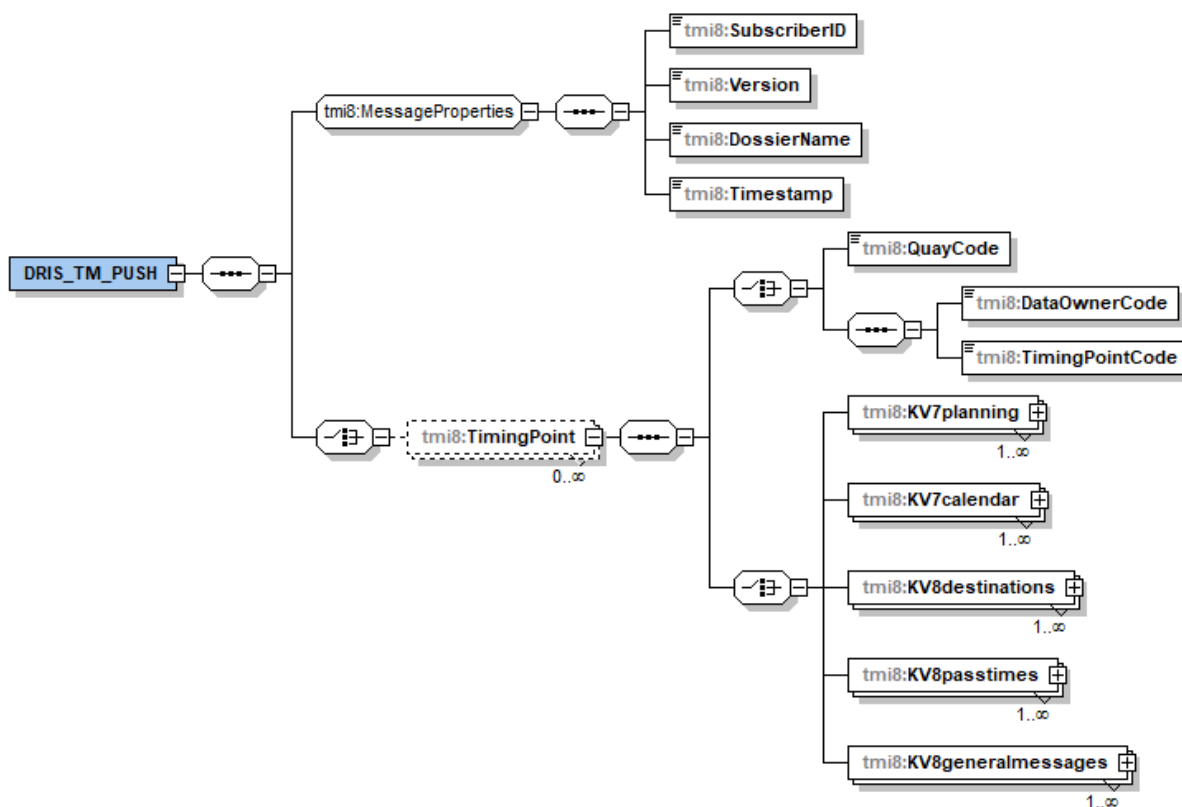 tmi8:SubscriberID
tmi8:Version
tmi8:MessageProperties
tmi8:DossierName
tmi8:Timestamp
DRIS_TM_PUSH
tmi8:QuayCode
tmi8:DataOwnerCode
tmi8:TimingPointCode
tmi8:TimingPoint
0..∞
tmi8:KV7planning
1..∞
tmi8:KV7calendar
1..∞
tmi8:KV8destinations
1..∞
tmi8:KV8passtimes
1..∞
tmi8:KV8generalmessages
1..∞